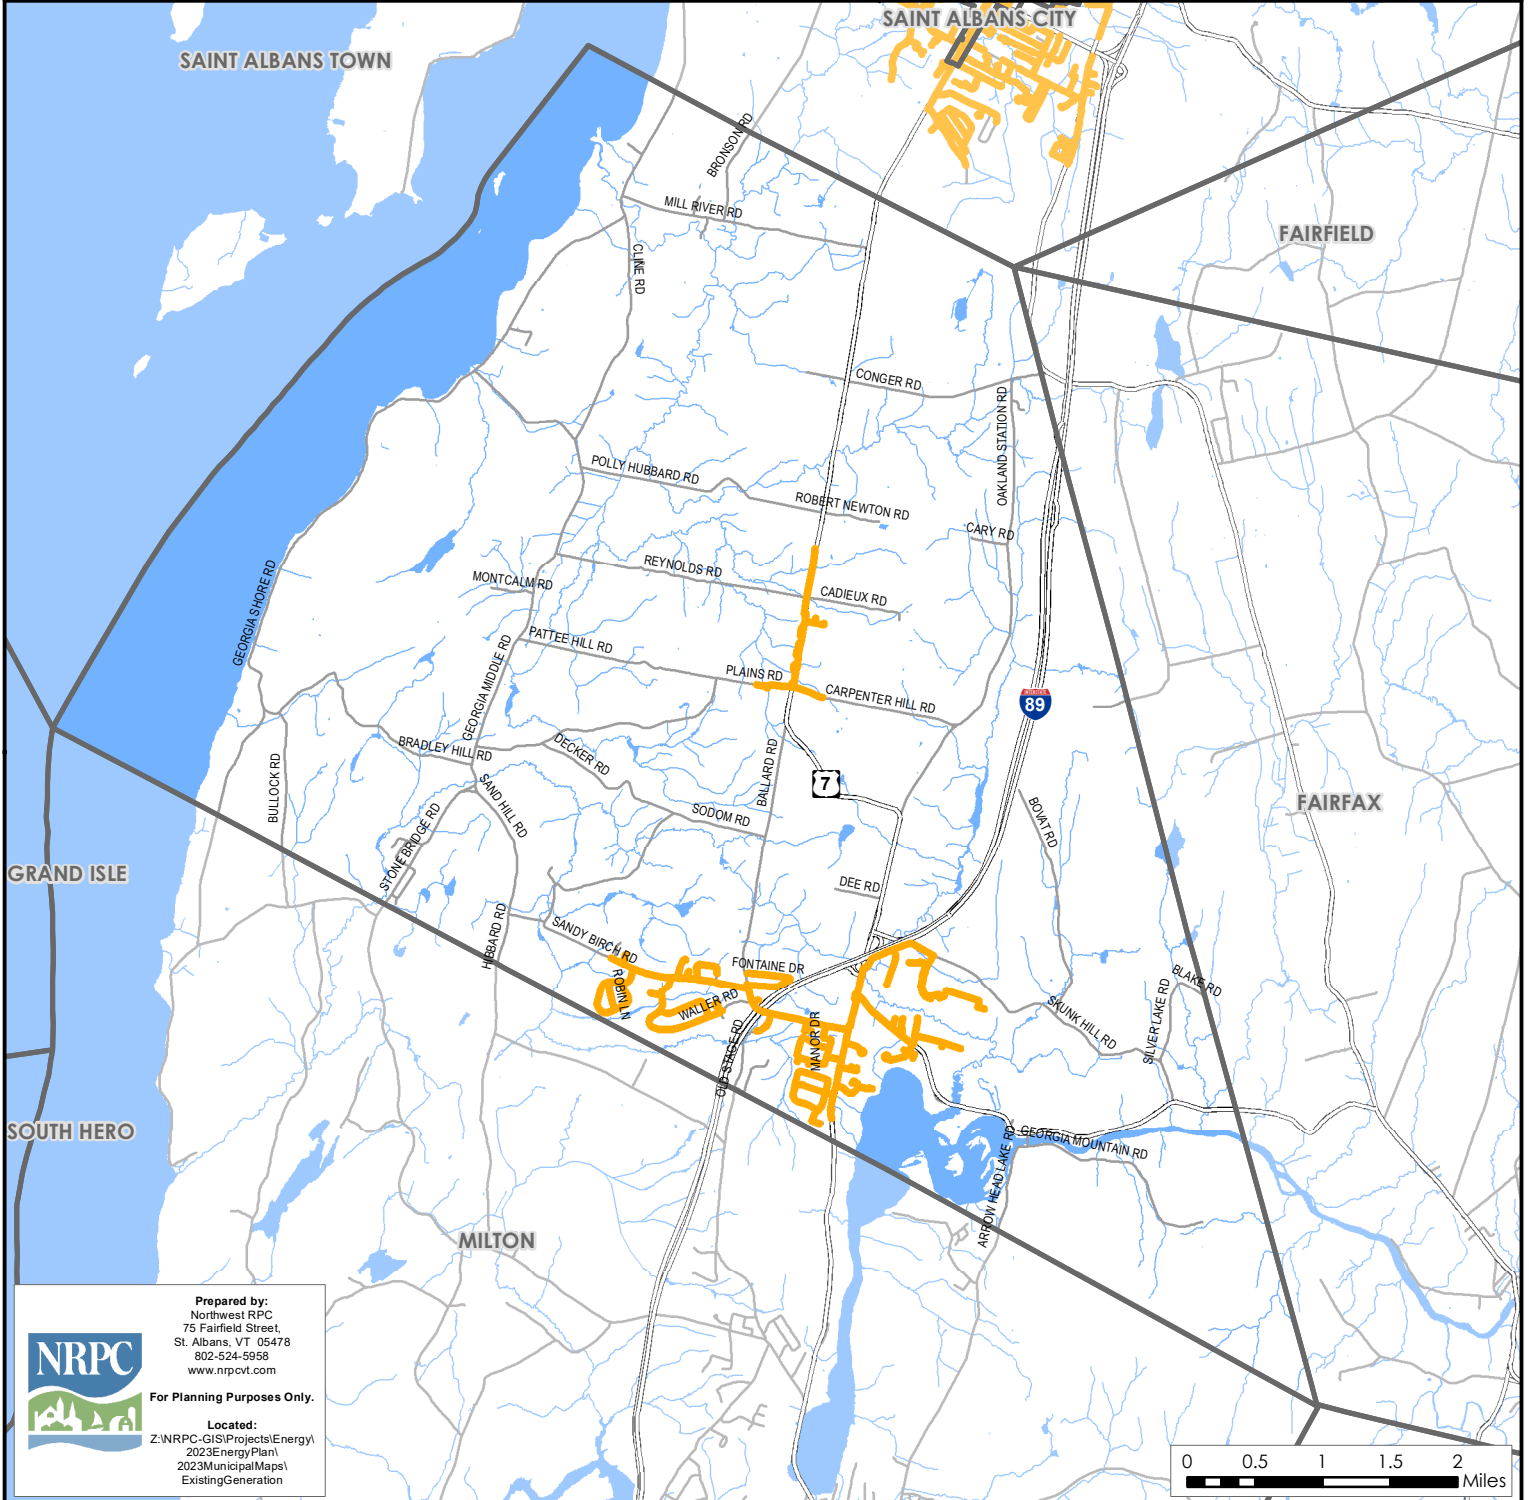 SAINT ALBANS CITY
SAINT ALBANS TOWN
BRONSON RD
MILL RIVER RD
FAIRFIELD
CLINE RD
CONGER RD
OAKLAND STATION RD
POLLY HUBBARD RD
ROBERT NEWTON RD
CARY RD
REYNOLDS RD
MONTCALM RD
CADIEUX RD
GEORGIA SHORE RD
PATTEE HILL RD
GEORGIA MIDDLE RD
PLAINS RD
CARPENTER HILL RD
INTERSTATE
89
BRADLEY HILL RD
DECKER RD
BULLOCK RD
BALLARD RD
7
SAND HILL RD
STONE BRIDGE RD
SODOM RD
BOVAT RD
FAIRFAX
GRAND ISLE
DEE RD
HIBBARD RD
SANDY BIRCH RD
FONTAINE DR
ROBIN LN
WALLER RD
BLAKE RD
SILVER LAKE RD
SKUNK HILL RD
MANOR DR
OLD STAGE RD
SOUTH HERO
GEORGIA MOUNTAIN RD
ARROW HEAD LAKE RD
MILTON
Prepared by:
Northwest RPC
75 Fairfield Street,
St. Albans, VT 05478
802-524-5958
www.nrpcvt.com
NRPC
For Planning Purposes Only.
Located:
Z:\NRPC-GIS\Projects\Energy\
2023EnergyPlan\
2023MunicipalMaps\
ExistingGeneration
0 0.5 1 1.5 2
Miles